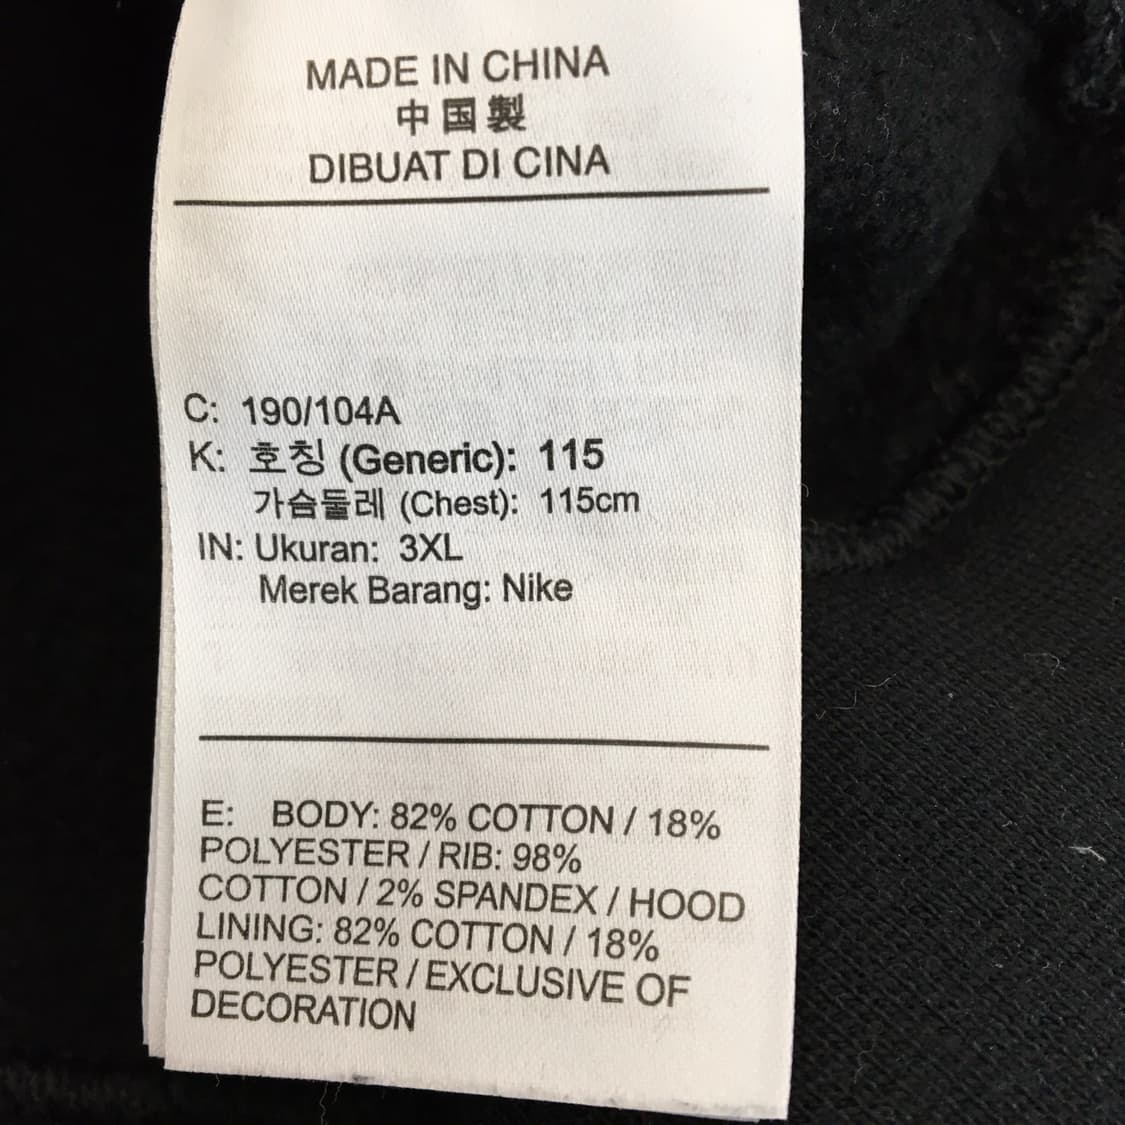 MADE IN CHINA
中国製
DIBUAT DI CINA
C: 190/104A
K: 호칭 (Generic): 115
가슴둘레 (Chest): 115cm
IN: Ukuran: 3XL
Merek Barang: Nike
E: BODY: 82% COTTON / 18%
POLYESTER / RIB: 98%
COTTON / 2% SPANDEX / HOOD
LINING: 82% COTTON / 18%
POLYESTER / EXCLUSIVE OF
DECORATION